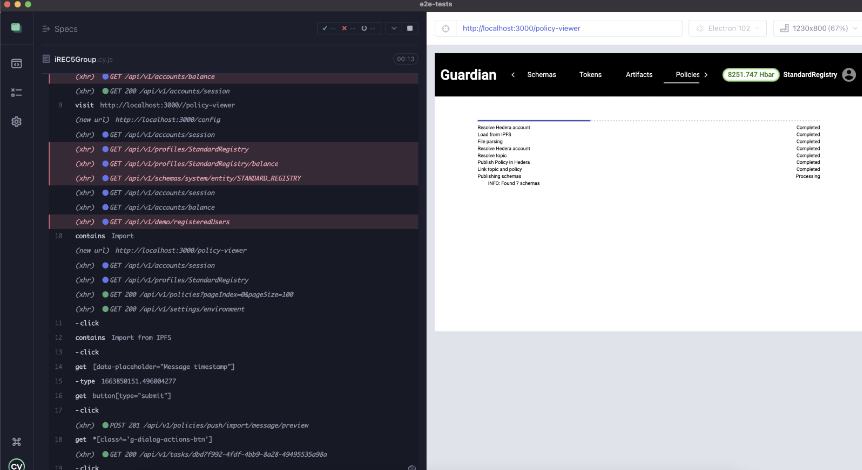 e2e-tests
Specs
✓ -- ✕ -- --
iREC5Group.cy.js
00:13
(xhr) GET /api/v1/accounts/balance
(xhr) GET 200 /api/v1/accounts/session
9 visit http://localhost:3000//policy-viewer
(new url) http://localhost:3000/config
(xhr) GET /api/v1/accounts/session
(xhr) GET /api/v1/profiles/StandardRegistry
(xhr) GET /api/v1/profiles/StandardRegistry/balance
(xhr) GET /api/v1/schemas/system/entity/STANDARD_REGISTRY
(xhr) GET /api/v1/accounts/session
(xhr) GET /api/v1/accounts/balance
(xhr) GET /api/v1/demo/registeredUsers
10 contains Import
(new url) http://localhost:3000/policy-viewer
(xhr) GET /api/v1/accounts/session
(xhr) GET /api/v1/profiles/StandardRegistry
(xhr) GET 200 /api/v1/policies?pageIndex=0&pageSize=100
(xhr) GET 200 /api/v1/settings/environment
11 -click
12 contains Import from IPFS
13 -click
14 get [data-placeholder="Message timestamp"]
15 -type 1663850151.496004277
16 get button[type="submit"]
17 -click
(xhr) POST 201 /api/v1/policies/push/import/message/preview
18 get *[class^='g-dialog-actions-btn']
(xhr) GET 200 /api/v1/tasks/dbd7f992-4fdf-4bb9-8a28-49495535a98a
19 -click
CV
http://localhost:3000/policy-viewer
Electron 102
1230x800 (67%)
Guardian
Schemas
Tokens
Artifacts
Policies
8251.747 Hbar
StandardRegistry
Resolve Hedera account Completed
Load from IPFS Completed
File parsing Completed
Resolve Hedera account Completed
Resolve topic Completed
Publish Policy in Hedera Completed
Link topic and policy Completed
Publishing schemas Processing
INFO: Found 7 schemas